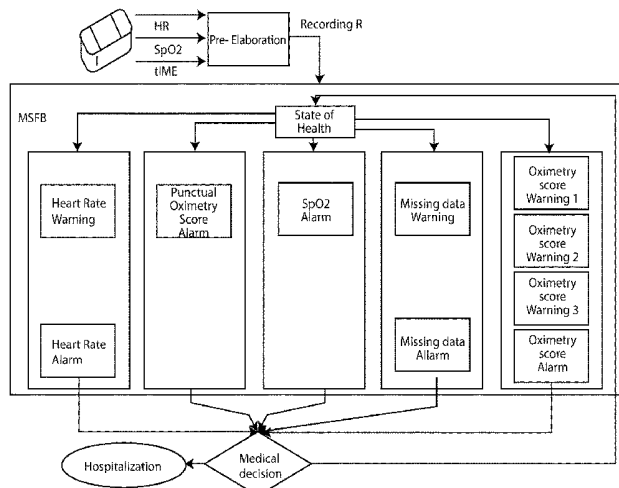 HR
SpO2
tIME
Pre- Elaboration
Recording R
MSFB
State of
Health
Heart Rate
Warning
Heart Rate
Alarm
Punctual
Oximetry
Score
Alarm
SpO2
Alarm
Missing data
Warning
Missing data
Allarm
Oximetry
score
Warning 1
Oximetry
score
Warning 2
Oximetry
score
Warning 3
Oximetry
score
Alarm
Hospitalization
Medical
decision